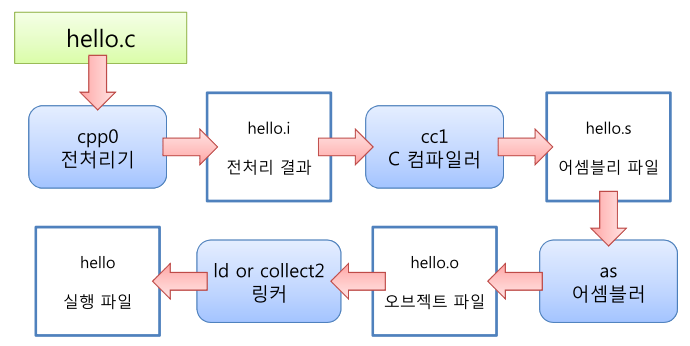 hello.c
cpp0
전처리기
hello.i
전처리 결과
cc1
C 컴파일러
hello.s
어셈블리 파일
as
어셈블러
hello.o
오브젝트 파일
ld or collect2
링커
hello
실행 파일